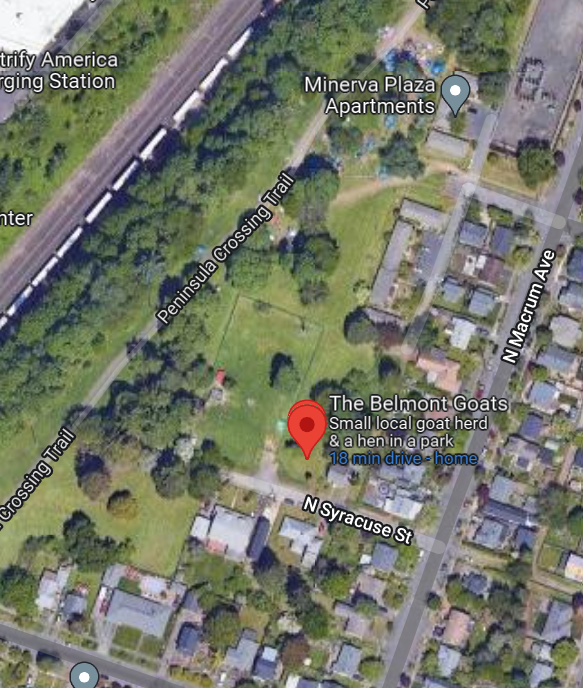 trify America
rging Station
Minerva Plaza
Apartments
nter
Peninsula Crossing Trail
N Macrum Ave
The Belmont Goats
Small local goat herd
& a hen in a park
18 min drive - home
Crossing Trail
N Syracuse St